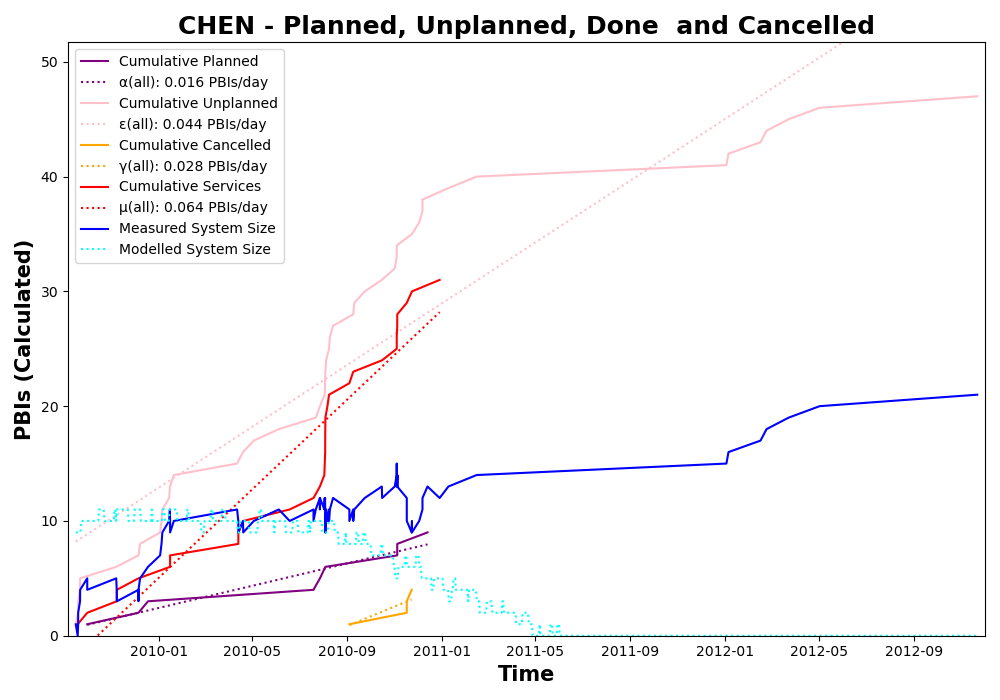 CHEN - Planned, Unplanned, Done  and Cancelled
PBIs (Calculated)
50
40
30
20
10
0
Cumulative Planned
α(all): 0.016 PBIs/day
Cumulative Unplanned
ε(all): 0.044 PBIs/day
Cumulative Cancelled
γ(all): 0.028 PBIs/day
Cumulative Services
μ(all): 0.064 PBIs/day
Measured System Size
Modelled System Size
2010-01 2010-05 2010-09 2011-01 2011-05 2011-09 2012-01 2012-05 2012-09
Time